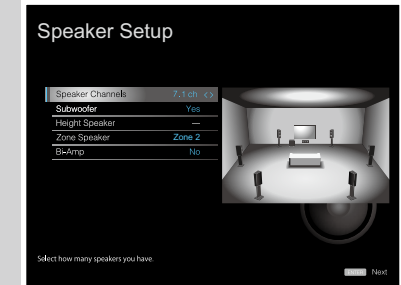 Speaker Setup
Speaker Channels 7.1 ch < >
Subwoofer Yes
Height Speaker ---
Zone Speaker Zone 2
Bi-Amp No
Select how many speakers you have.
ENTER Next